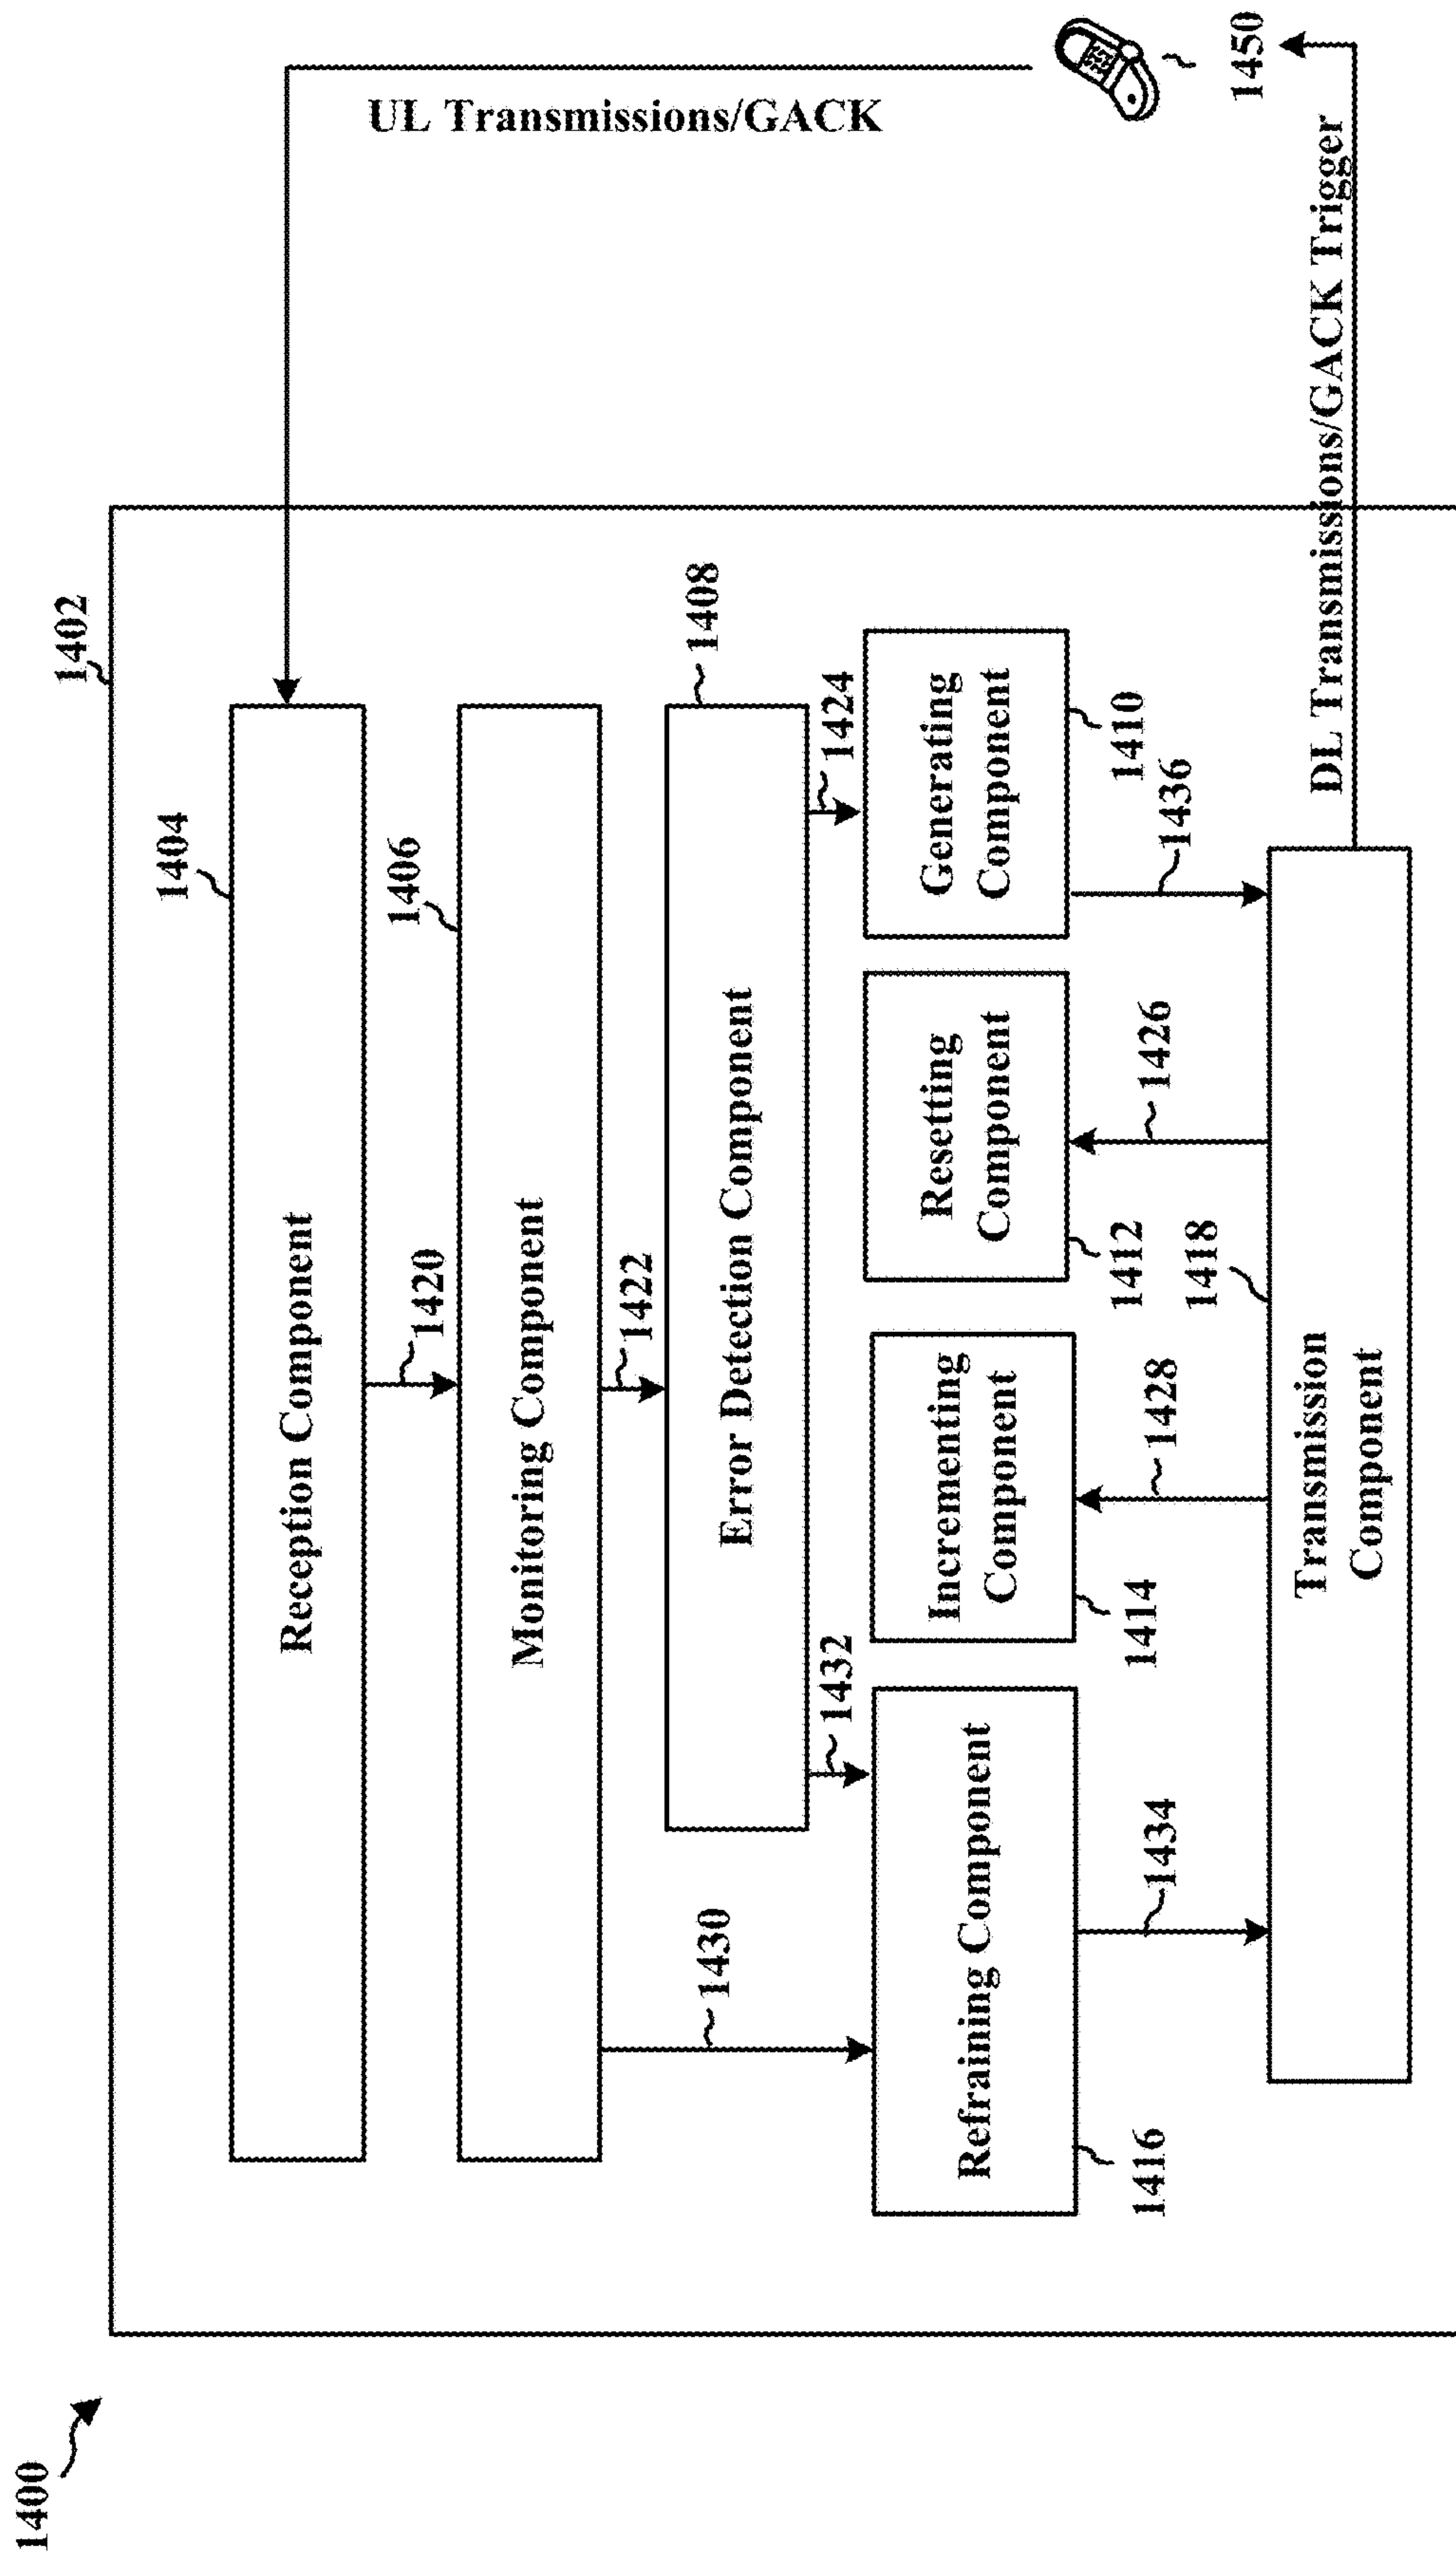 1400
1402
1404
Reception Component
UL Transmissions/GACK
1420
1406
Monitoring Component
1422
1408
Error Detection Component
1430
1432
1424
Refraining Component
Incrementing
Component
Resetting
Component
Generating
Component
1416
1414
1412
1410
1434
1428
1426
1436
1418
Transmission
Component
DL Transmissions/GACK Trigger
1450